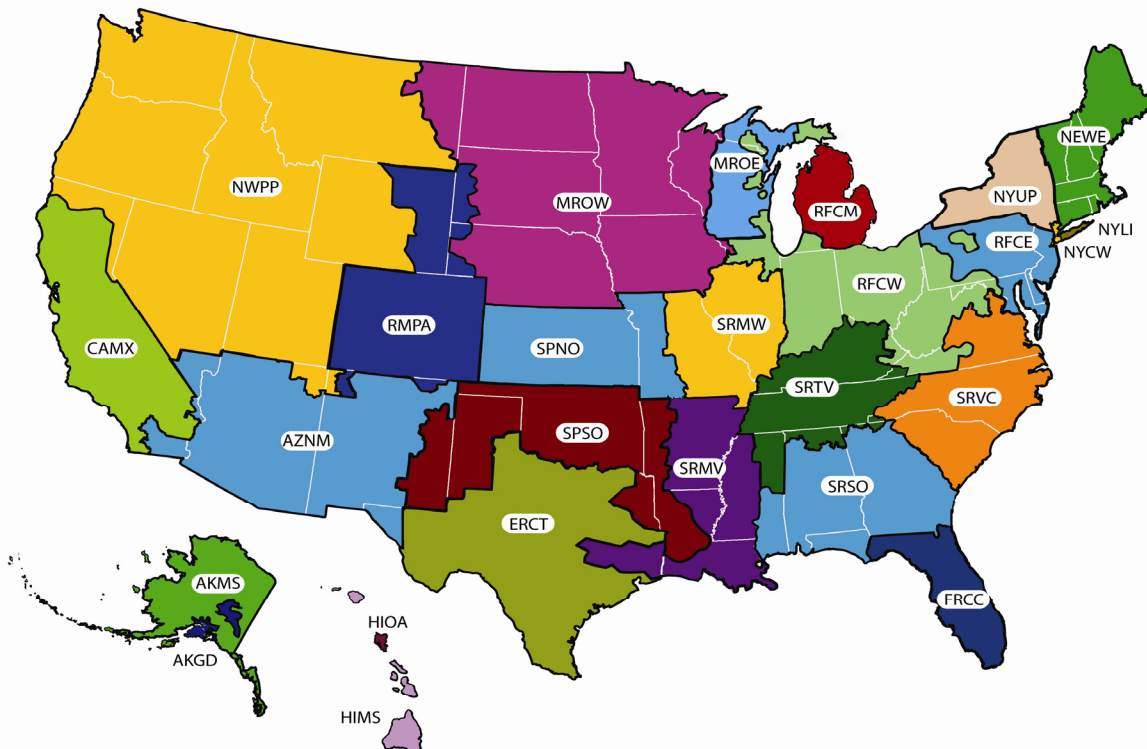 NEWE
MROE
NWPP
NYUP
MROW
RFCM
NYLI
RFCE
NYCW
RFCW
RMPA
SRMW
CAMX
SPNO
SRTV
SRVC
SPSO
AZNM
SRMV
SRSO
ERCT
AKMS
FRCC
HIOA
AKGD
HIMS